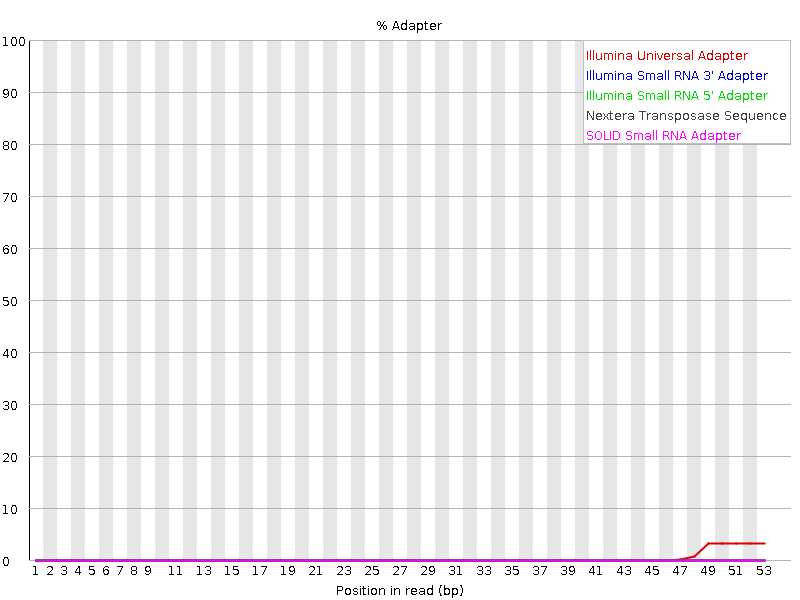 % Adapter
100
90
80
70
60
50
40
30
20
10
0
Illumina Universal Adapter
Illumina Small RNA 3' Adapter
Illumina Small RNA 5' Adapter
Nextera Transposase Sequence
SOLID Small RNA Adapter
1 2 3 4 5 6 7 8 9 11 13 15 17 19 21 23 25 27 29 31 33 35 37 39 41 43 45 47 49 51 53
Position in read (bp)